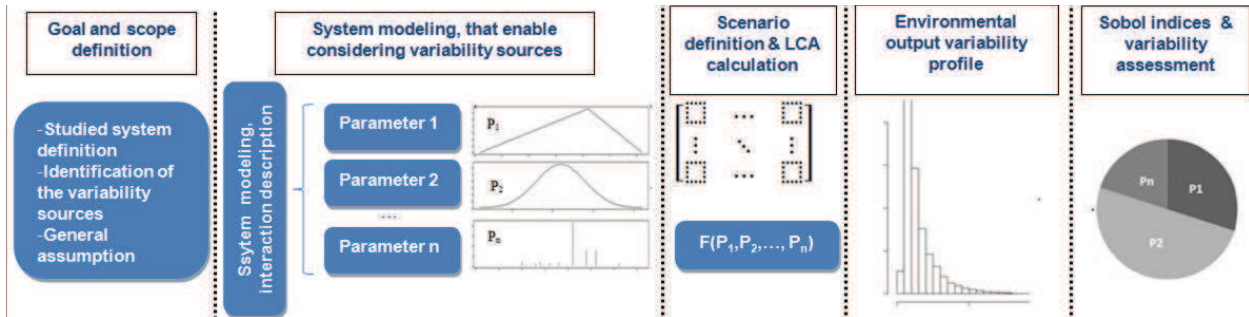 Goal and scope
definition
-Studied system
definition
-Identification of
the variability
sources
-General
assumption
System modeling, that enable
considering variability sources
Ssytem modeling,
interaction description
Parameter 1
Parameter 2
....
Parameter n
P1
P2
Pn
Scenario
definition & LCA
calculation
F(P1,P2,..., Pn)
Environmental
output variability
profile
Sobol indices &
variability
assessment
Pn
P1
P2